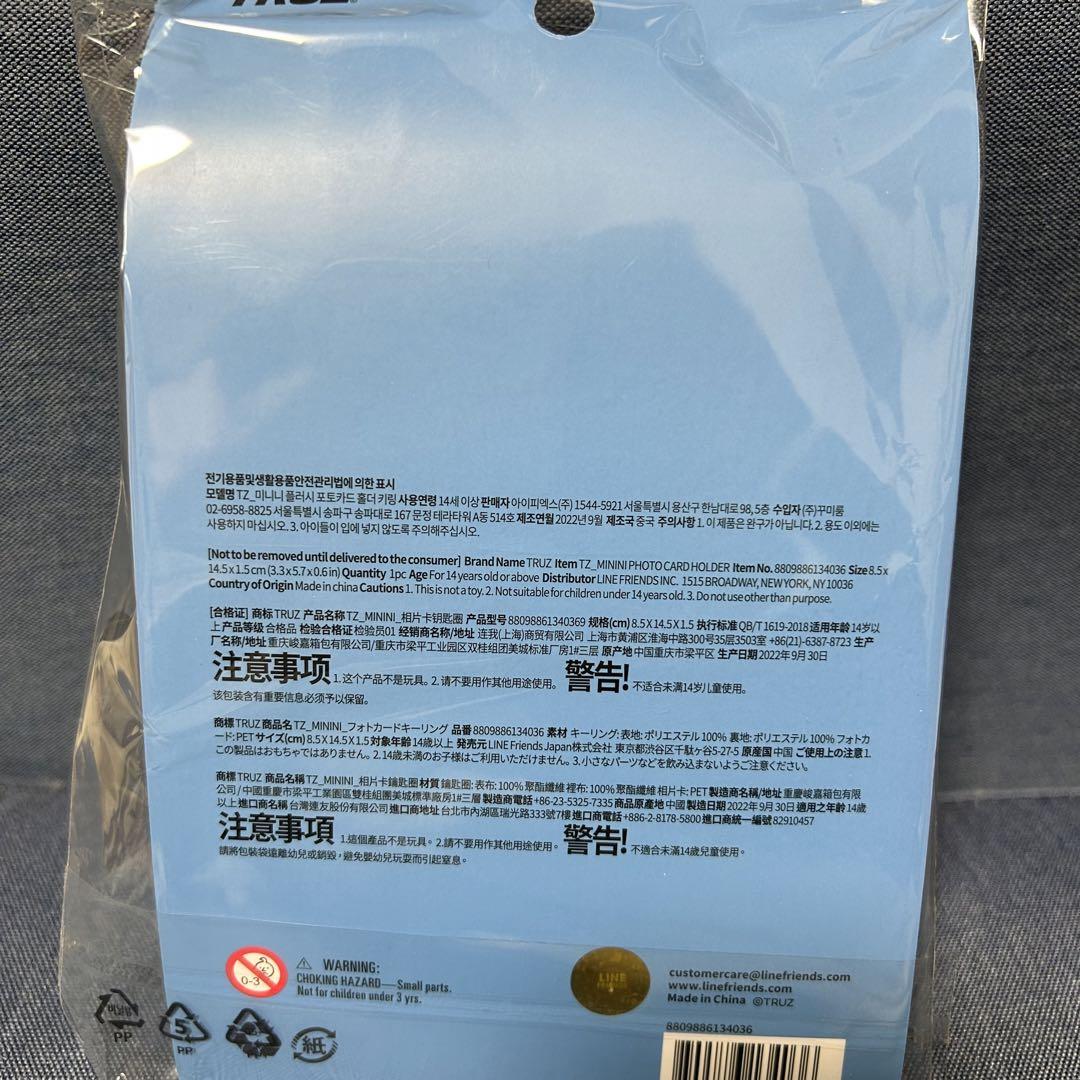 TRUZ
전기용품및생활용품안전관리법에 의한 표시
모델명 TZ_미니니 플러시 포토카드 홀더 키링 사용연령 14세 이상 판매자 아이피엑스(주) 1544-5921 서울특별시 용산구 한남대로 98, 5층 수입자 (주)꾸미롬
02-6958-8825 서울특별시 송파구 송파대로 167 문정 테라타워 A동 514호 제조연월 2022년 9월 제조국 중국 주의사항 1. 이 제품은 완구가 아닙니다. 2. 용도 이외에는
사용하지 마십시오. 3. 아이들이 입에 넣지 않도록 주의해주십시오.
[Not to be removed until delivered to the consumer] Brand Name TRUZ Item TZ_MININI PHOTO CARD HOLDER Item No. 8809886134036 Size 8.5 x
14.5 x 1.5 cm (3.3 x 5.7 x 0.6 in) Quantity 1pc Age For 14 years old or above Distributor LINE FRIENDS INC. 1515 BROADWAY, NEW YORK, NY 10036
Country of Origin Made in china Cautions 1. This is not a toy. 2. Not suitable for children under 14 years old. 3. Do not use other than purpose.
[合格证] 商标 TRUZ 产品名称 TZ_MININI_相片卡钥匙圈 产品型号 88098861340369 规格(cm) 8.5 X 14.5 X 1.5 执行标准 QB/T 1619-2018 适用年龄 14岁以
上 产品等级 合格品 检验合格证 检验员01 经销商名称/地址 连我(上海)商贸有限公司 上海市黄浦区淮海中路300号35层3503室 +86(21)-6387-8723 生产
厂名称/地址 重庆峻嘉箱包有限公司/重庆市梁平工业园区双桂组团美城标准厂房1#三层 原产地 中国重庆市梁平区 生产日期 2022年9月30日
注意事项 1. 这个产品不是玩具。2. 请不要用作其他用途使用。 警告! 不适合未满14岁儿童使用。
该包装含有重要信息必须予以保留。
商標 TRUZ 商品名 TZ_MININI_フォトカードキーリング 品番 8809886134036 素材 キーリング: 表地: ポリエステル 100% 裏地: ポリエステル 100% フォトカ
ード: PET サイズ(cm) 8.5 X 14.5 X 1.5 対象年齢 14歳以上 発売元 LINE Friends Japan株式会社 東京都渋谷区千駄ヶ谷5-27-5 原産国 中国 ご使用上の注意 1.
この製品はおもちゃではありません。2. 14歳未満のお子様はご利用いただけません。3. 小さなパーツなどを飲み込まないようご注意ください。
商標 TRUZ 商品名稱 TZ_MININI_相片卡鑰匙圈 材質 鑰匙圈: 表布: 100% 聚酯纖維 裡布: 100% 聚酯纖維 相片卡: PET 製造商名稱/地址 重慶峻嘉箱包有限
公司 / 中國重慶市梁平工業園區雙桂組團美城標準廠房1#三層 製造商電話 +86-23-5325-7335 商品原產地 中國 製造日期 2022年9月30日 適用之年齡 14歲
以上 進口商名稱 台灣連友股份有限公司 進口商地址 台北市內湖區瑞光路333號7樓 進口商電話 +886-2-8178-5800 進口商統一編號 82910457
注意事項 1.這個產品不是玩具。2.請不要用作其他用途使用。 警告! 不適合未滿14歲兒童使用。
請將包裝袋遠離幼兒或銷毀，避免嬰幼兒玩耍而引起窒息。
0-3
WARNING:
CHOKING HAZARD—Small parts.
Not for children under 3 yrs.
LINE
customercare@linefriends.com
www.linefriends.com
Made in China ©TRUZ
비닐류
PP
5
PP
紙
8809886134036